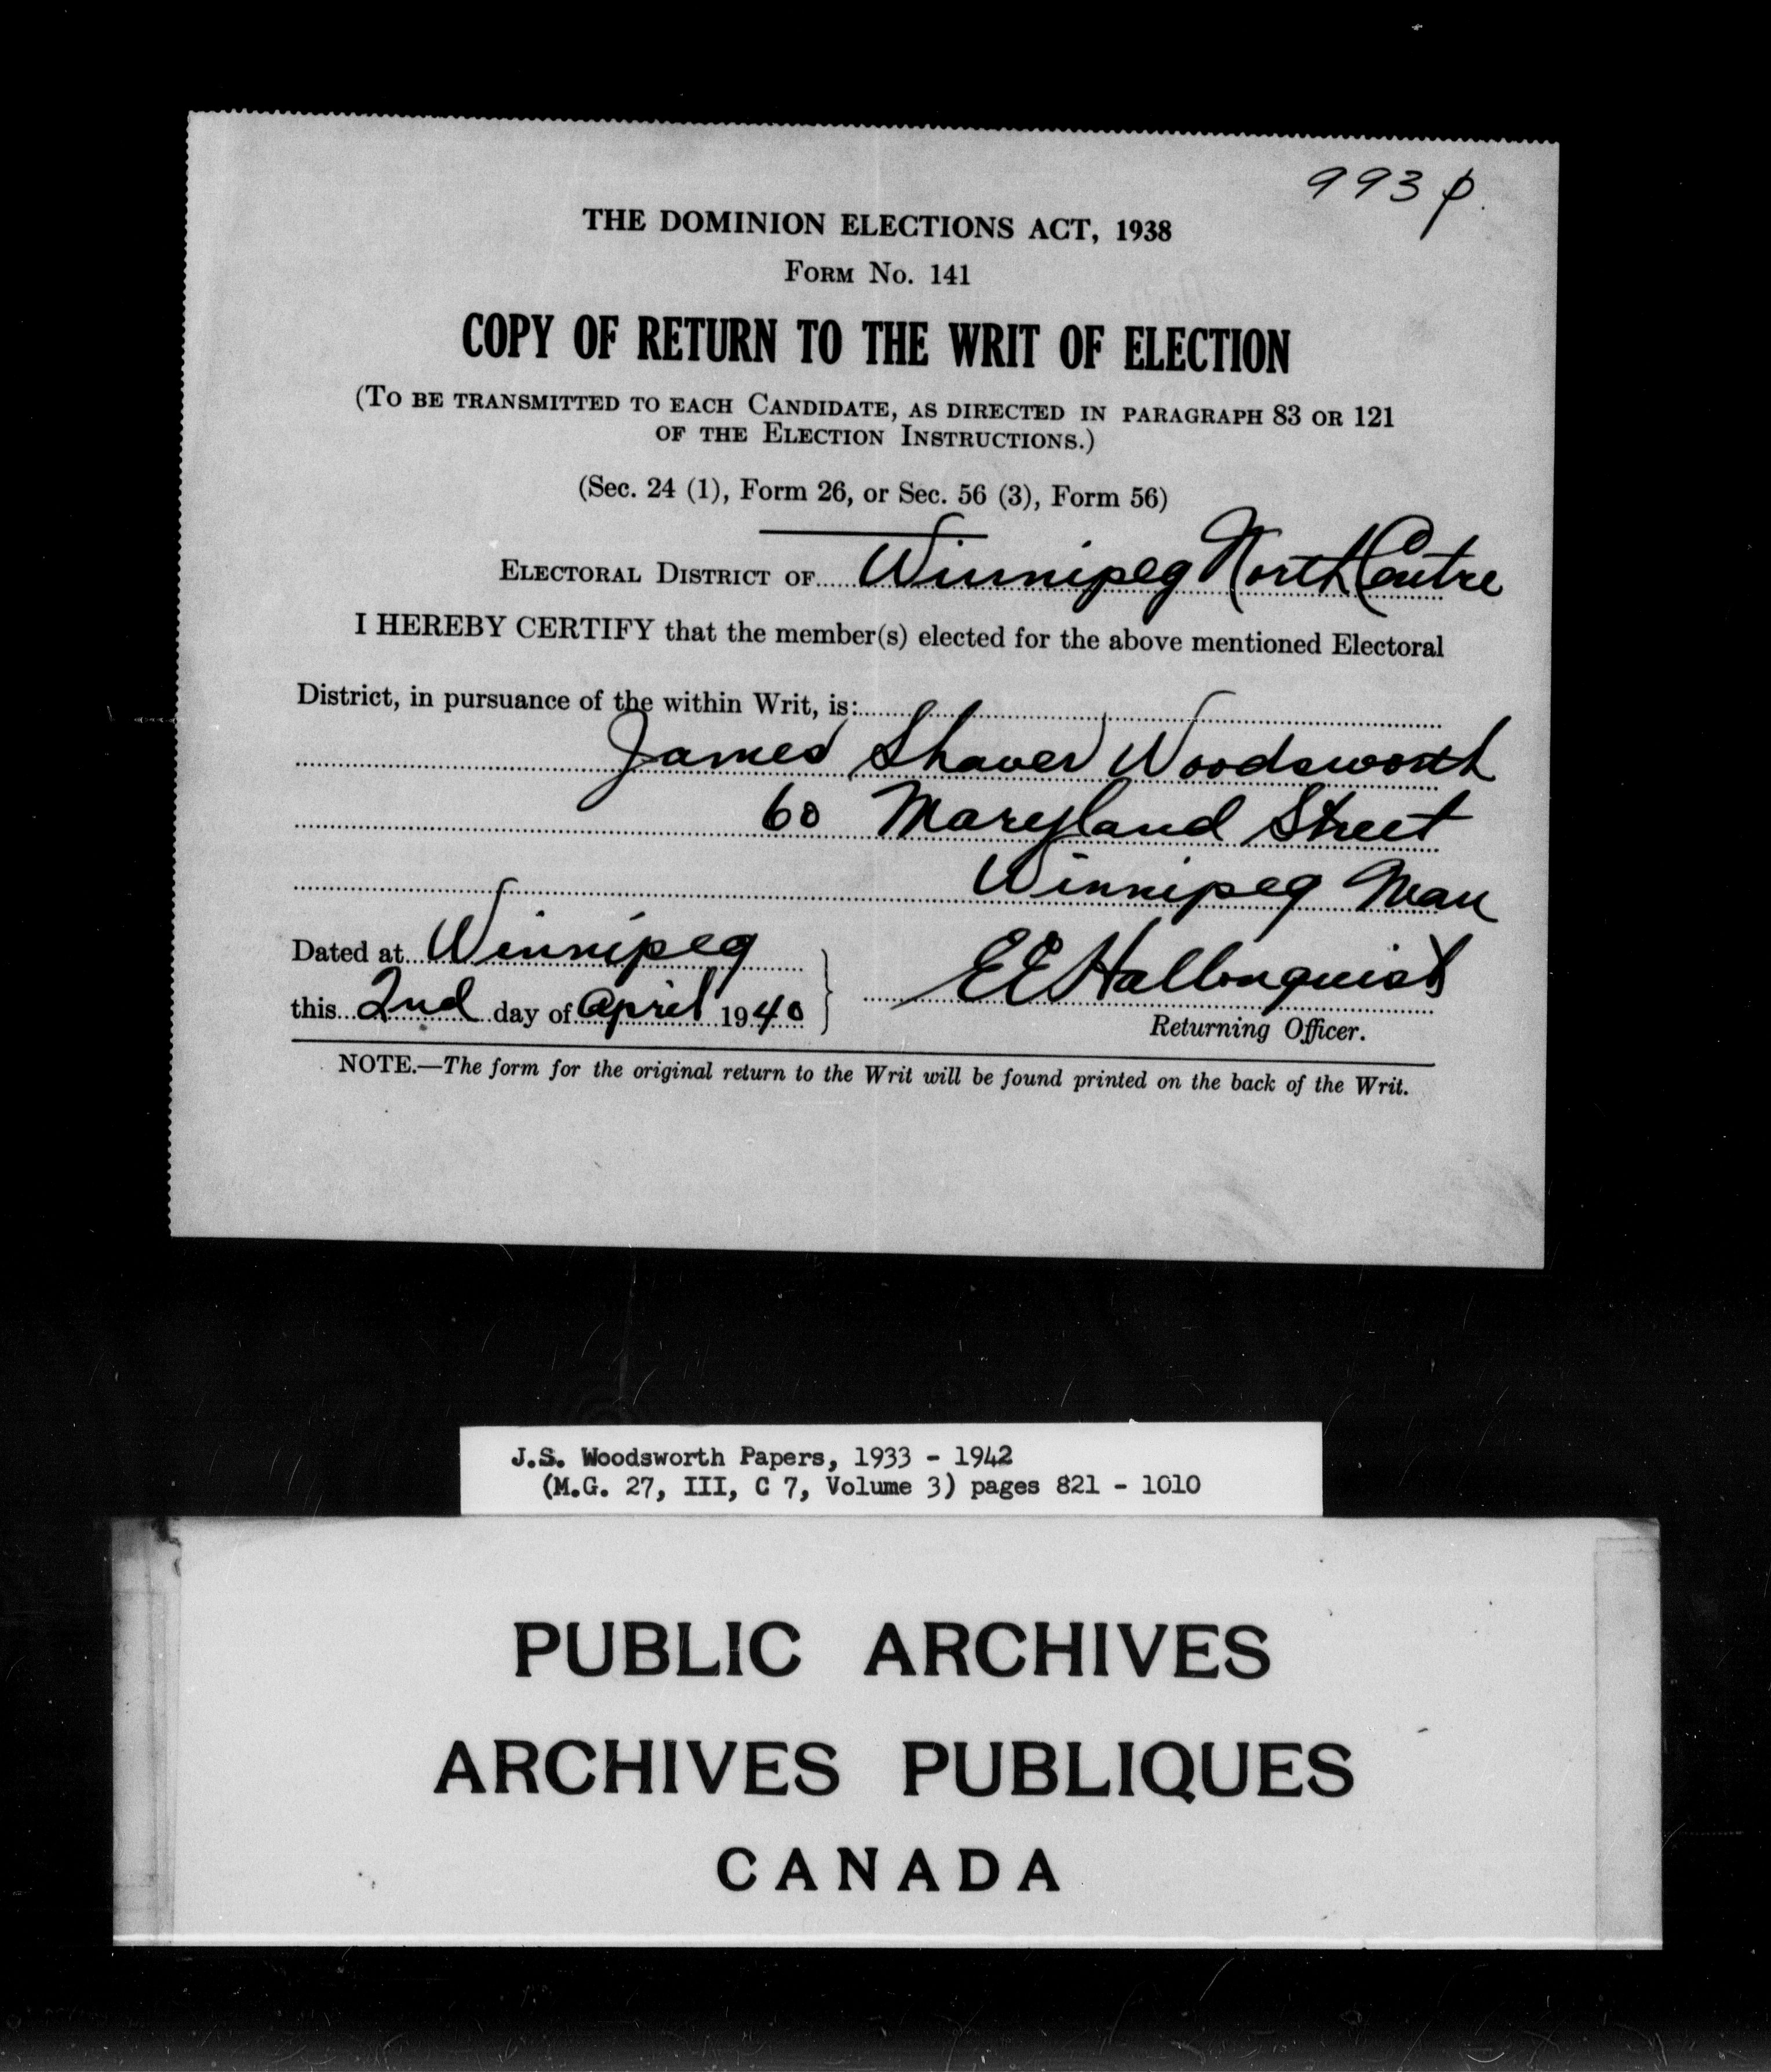 993p.
THE DOMINION ELECTIONS ACT, 1938
FORM No. 141
COPY OF RETURN TO THE WRIT OF ELECTION
(TO BE TRANSMITTED TO EACH CANDIDATE, AS DIRECTED IN PARAGRAPH 83 OR 121
OF THE ELECTION INSTRUCTIONS.)
(Sec. 24 (1), Form 26, or Sec. 56 (3), Form 56)
ELECTORAL DISTRICT OF Winnipeg North Centre
I HEREBY CERTIFY that the member(s) elected for the above mentioned Electoral
District, in pursuance of the within Writ, is:
James Shaver Woodsworth
60 Maryland Street
Winnipeg Man
Dated at Winnipeg
this 2nd day of April 1940
E E Hallonquist
Returning Officer.
NOTE.—The form for the original return to the Writ will be found printed on the back of the Writ.
J.S. Woodsworth Papers, 1933 - 1942
(M.G. 27, III, C 7, Volume 3) pages 821 - 1010
PUBLIC ARCHIVES
ARCHIVES PUBLIQUES
CANADA